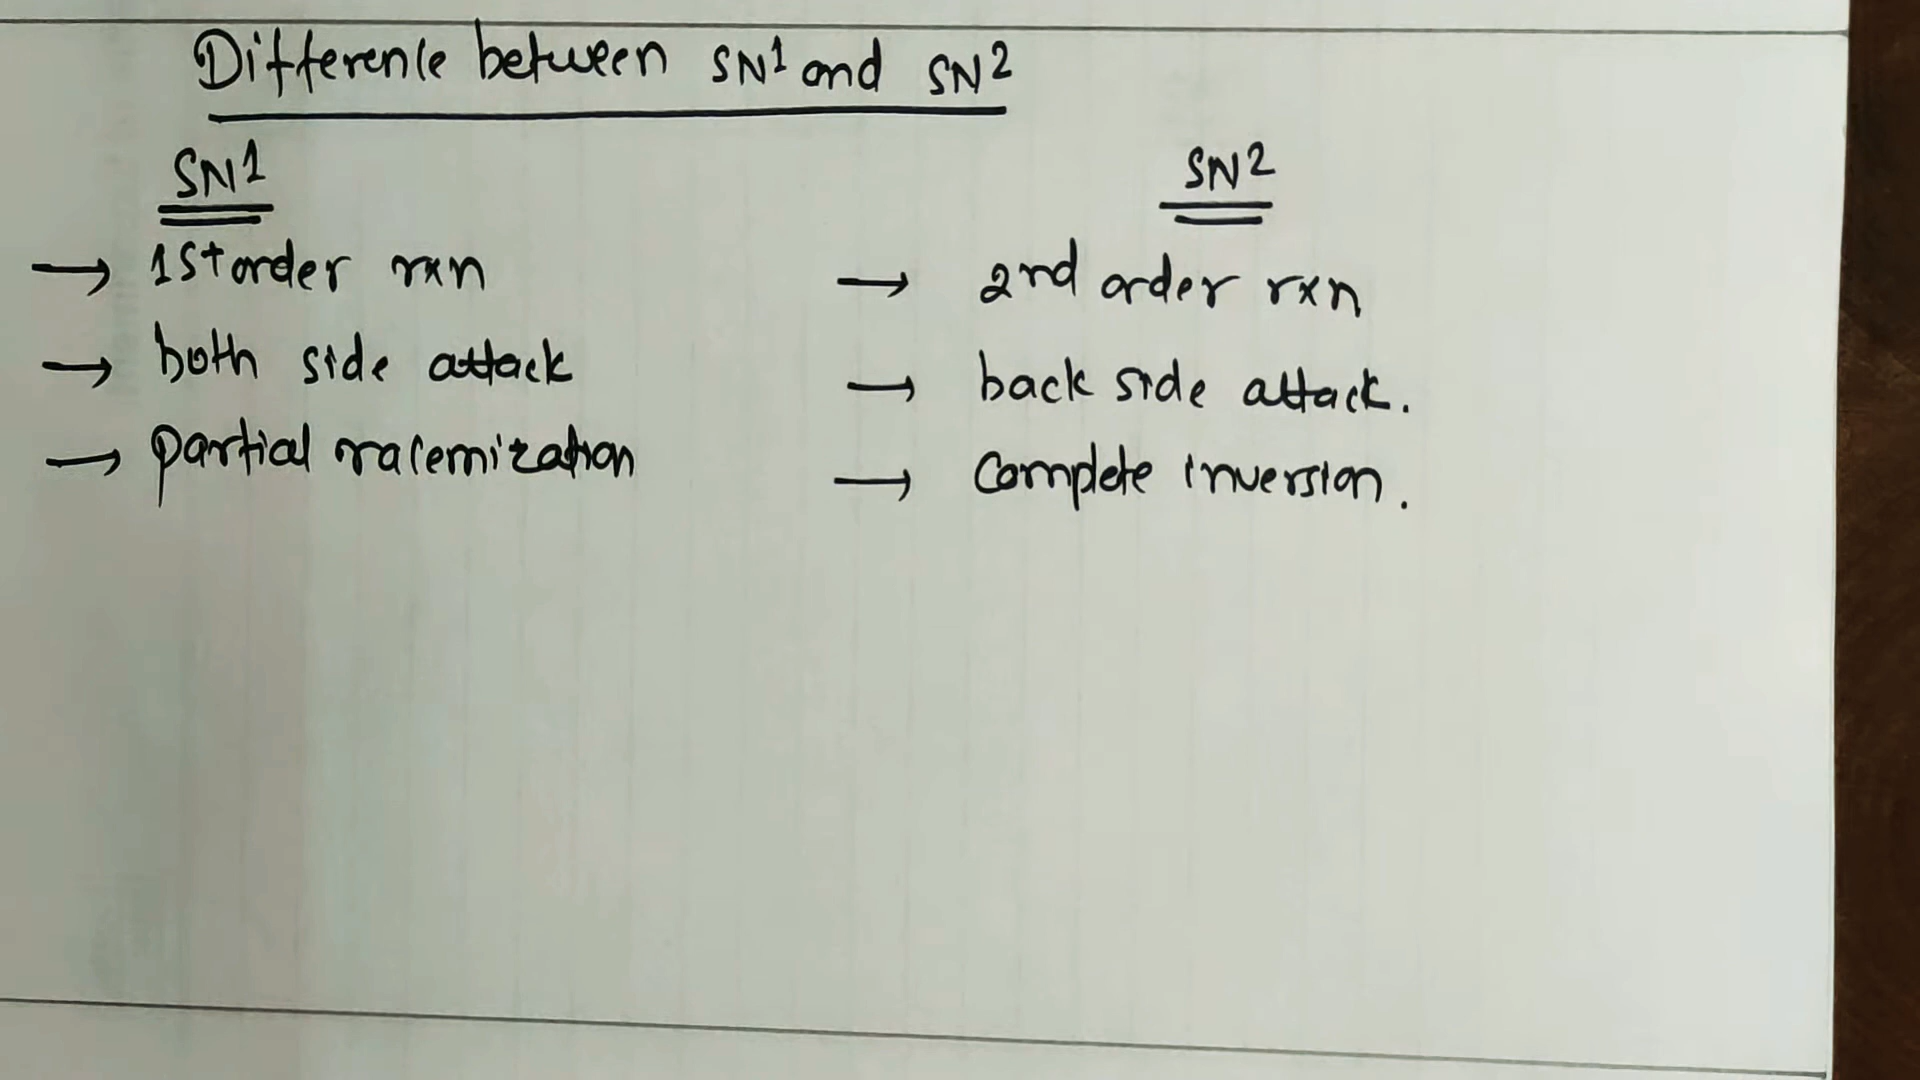 Difference between SN1 and SN2
SN1
SN2
→ 1st order rxn
→ 2nd order rxn
→ both side attack
→ back side attack.
→ partial racemization
→ Complete inversion.